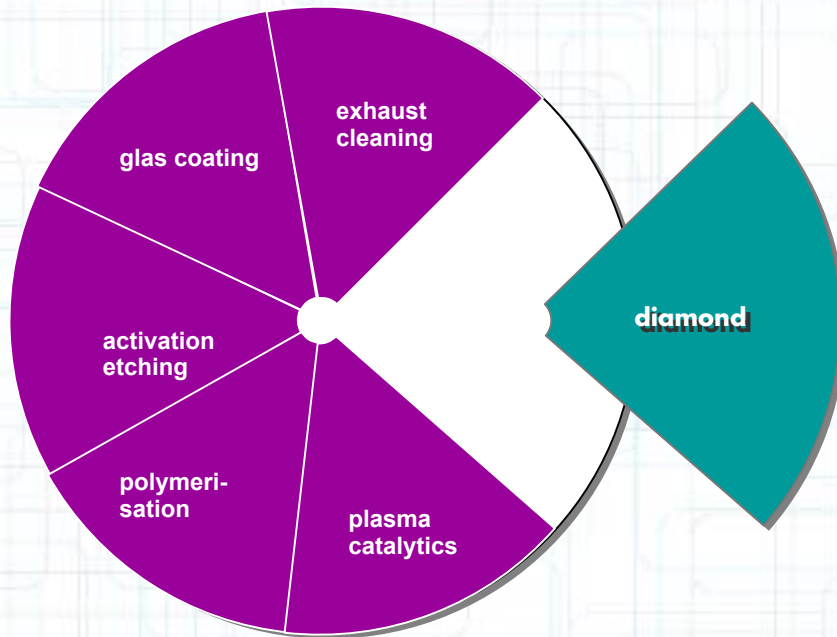 exhaust
cleaning
glas coating
diamond
activation
etching
polymeri-
sation
plasma
catalytics